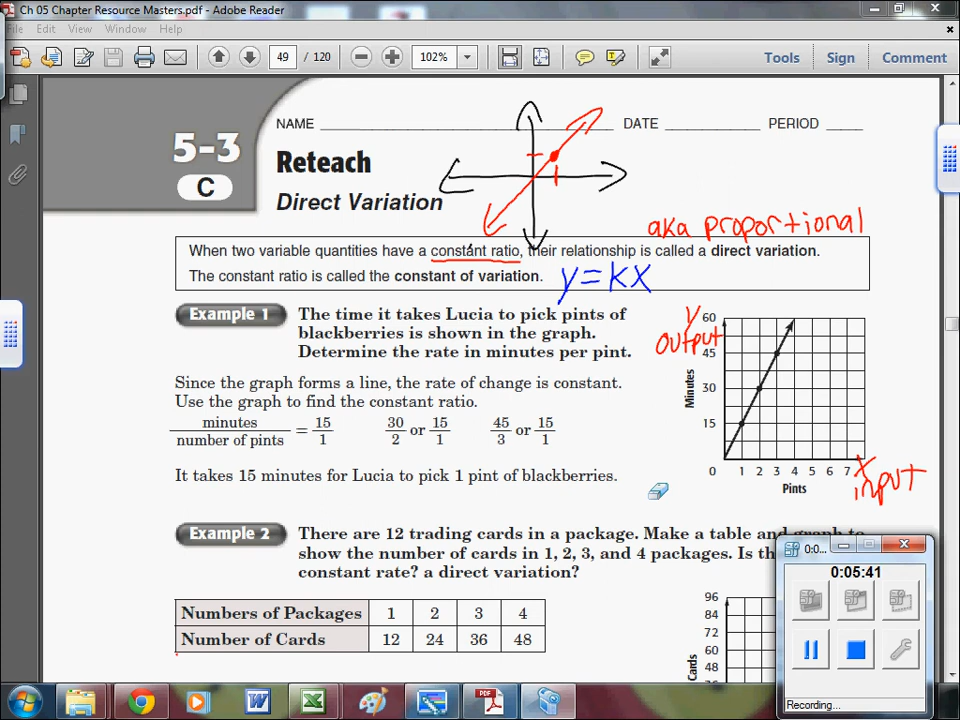 Ch 05 Chapter Resource Masters.pdf - Adobe Reader
File Edit View Window Help
49 / 120 102% Tools Sign Comment
5-3
C
NAME DATE PERIOD
Reteach
Direct Variation
aka proportional
When two variable quantities have a constant ratio, their relationship is called a direct variation.
The constant ratio is called the constant of variation.
y=kx
Example 1 The time it takes Lucia to pick pints of
blackberries is shown in the graph.
Determine the rate in minutes per pint.
Since the graph forms a line, the rate of change is constant.
Use the graph to find the constant ratio.
minutes
number of pints
= 15/1 30/2 or 15/1 45/3 or 15/1
It takes 15 minutes for Lucia to pick 1 pint of blackberries.
y
output
60
45
30
15
Minutes
0 1 2 3 4 5 6 7
Pints
x
input
Example 2 There are 12 trading cards in a package. Make a table and graph to
show the number of cards in 1, 2, 3, and 4 packages. Is th
constant rate? a direct variation?
Numbers of Packages 1 2 3 4
Number of Cards 12 24 36 48
96
84
72
60
48
36
Cards
0:0...
0:05:41
Recording...
PDF